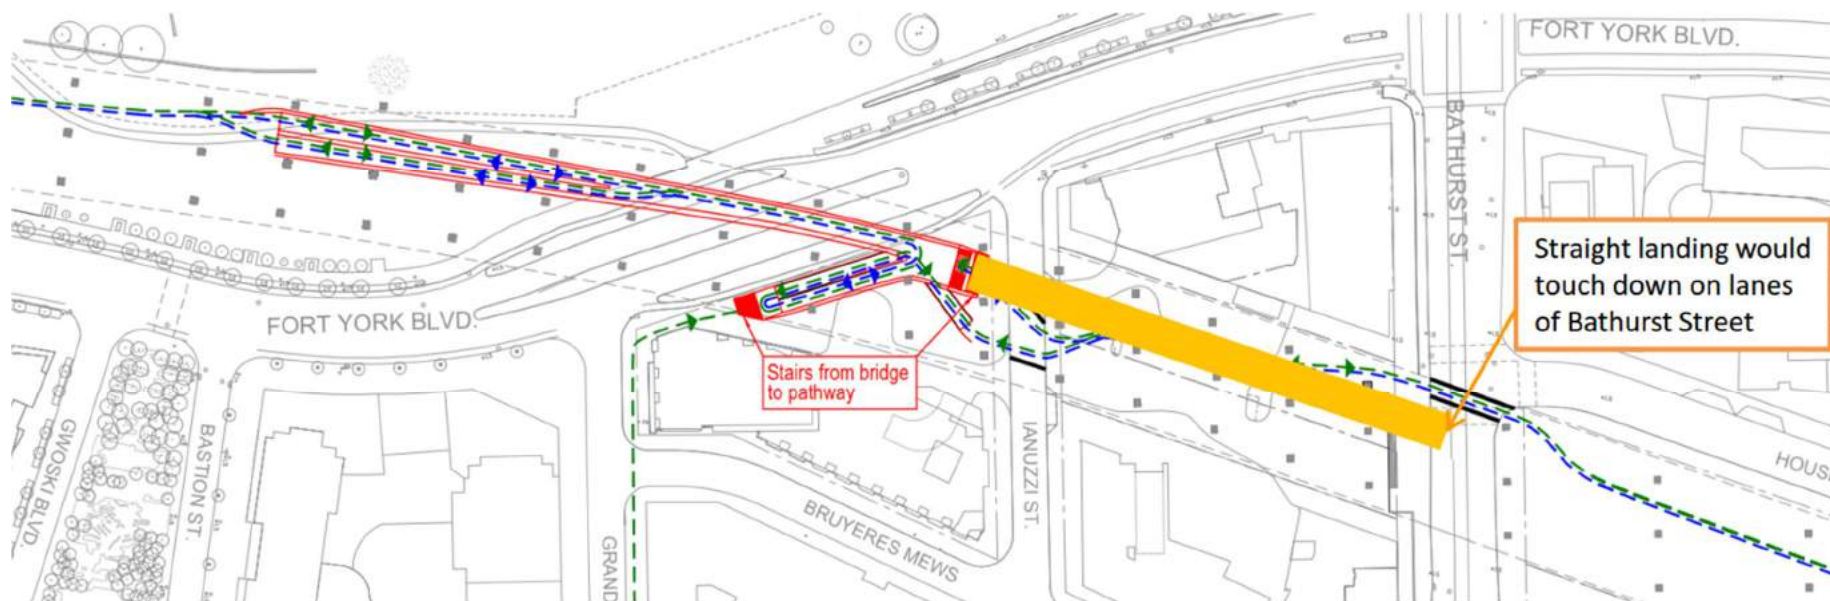 FORT YORK BLVD.
BATHURST ST.
Straight landing would
touch down on lanes
of Bathurst Street
FORT YORK BLVD.
Stairs from bridge
to pathway
GWOSKI BLVD.
BASTION ST.
IANUZZI ST.
BRUYERES MEWS
GRAND
HOUS